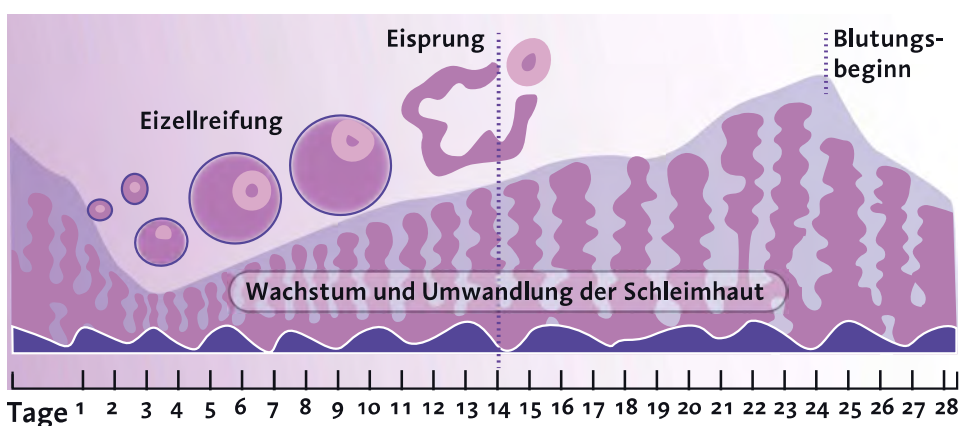 Eisprung
Blutungs-
beginn
Eizellreifung
Wachstum und Umwandlung der Schleimhaut
Tage 1 2 3 4 5 6 7 8 9 10 11 12 13 14 15 16 17 18 19 20 21 22 23 24 25 26 27 28